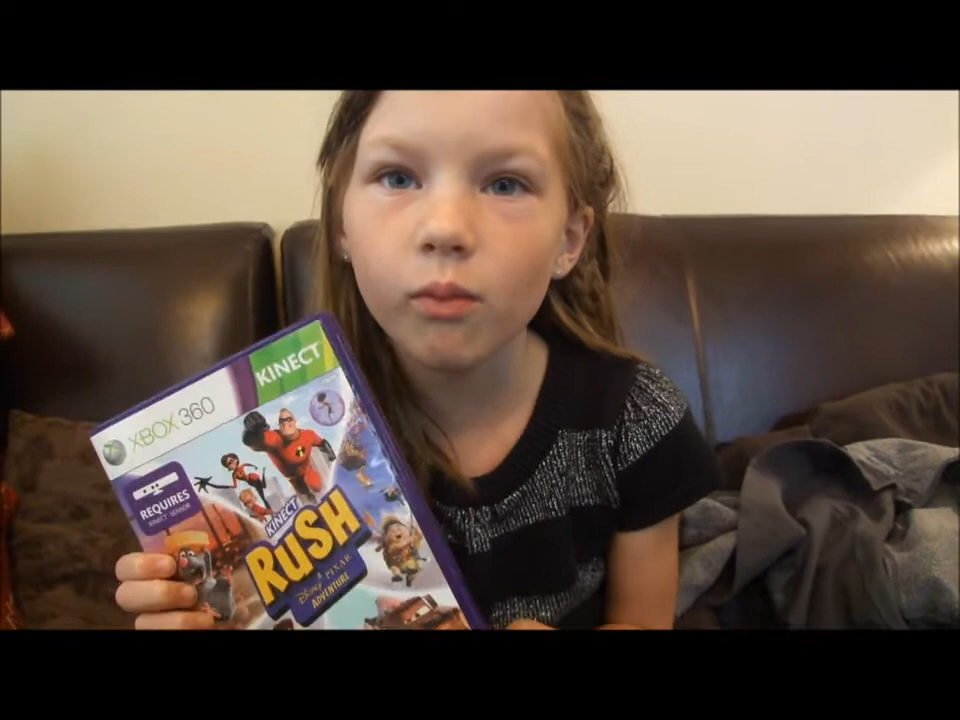 KINECT
XBOX 360
REQUIRES
KINECT SENSOR
KINECT
RUSH
A
Disney PIXAR
ADVENTURE